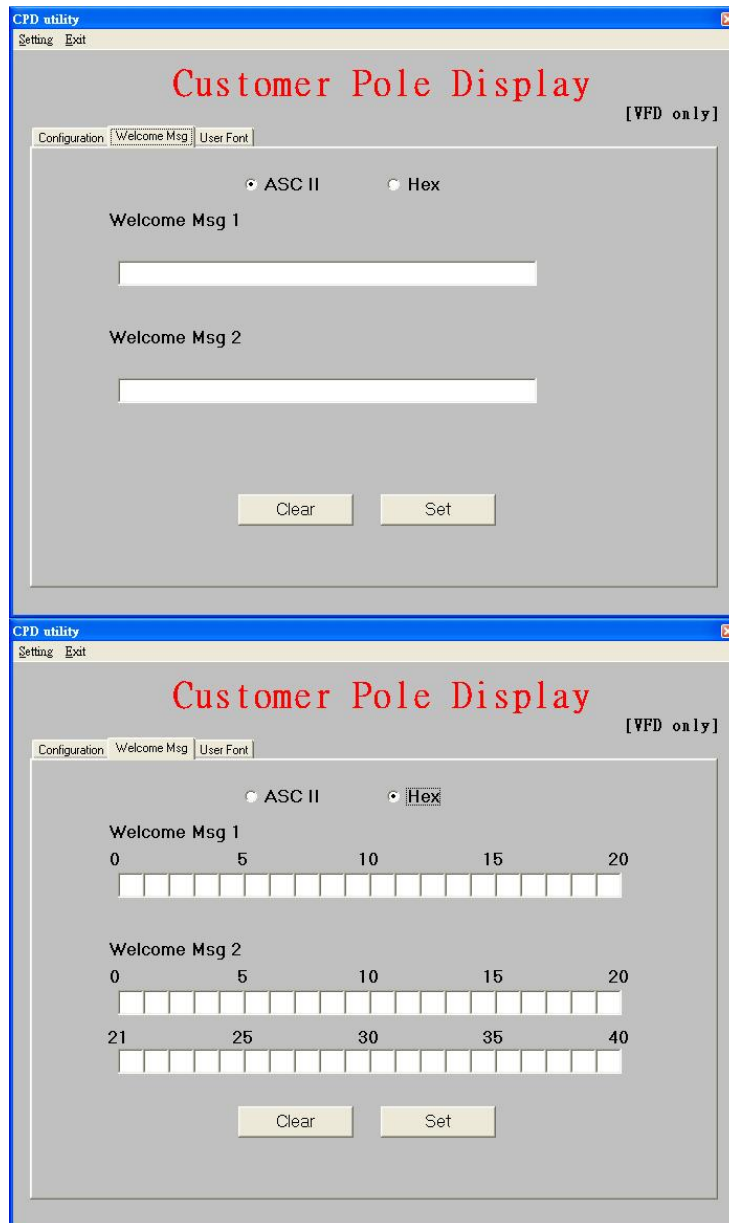 CPD utility
Setting Exit
Customer Pole Display
[VFD only]
Configuration Welcome Msg User Font
ASC II Hex
Welcome Msg 1
Welcome Msg 2
Clear Set
CPD utility
Setting Exit
Customer Pole Display
[VFD only]
Configuration Welcome Msg User Font
ASC II Hex
Welcome Msg 1
0 5 10 15 20
Welcome Msg 2
0 5 10 15 20
21 25 30 35 40
Clear Set